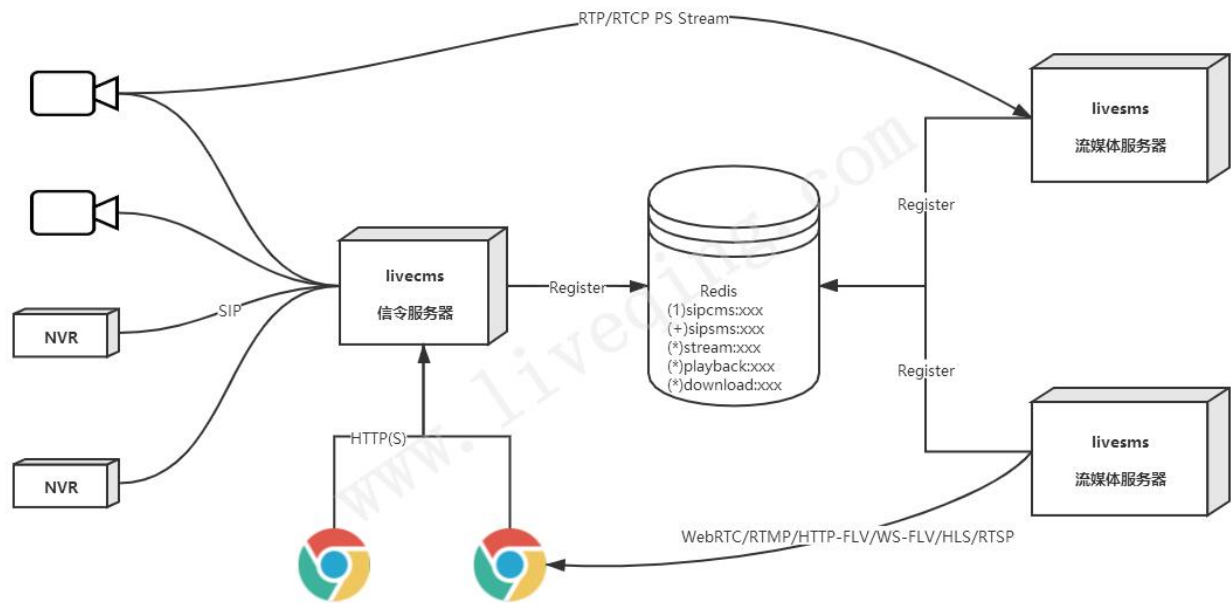 RTP/RTCP PS Stream
livesms
流媒体服务器
Register
livecms
信令服务器
Register
Redis
(1)sipcms:xxx
(+)sipsms:xxx
(*)stream:xxx
(*)playback:xxx
(*)download:xxx
SIP
NVR
Register
HTTP(S)
NVR
livesms
流媒体服务器
WebRTC/RTMP/HTTP-FLV/WS-FLV/HLS/RTSP
www.liveqing.com